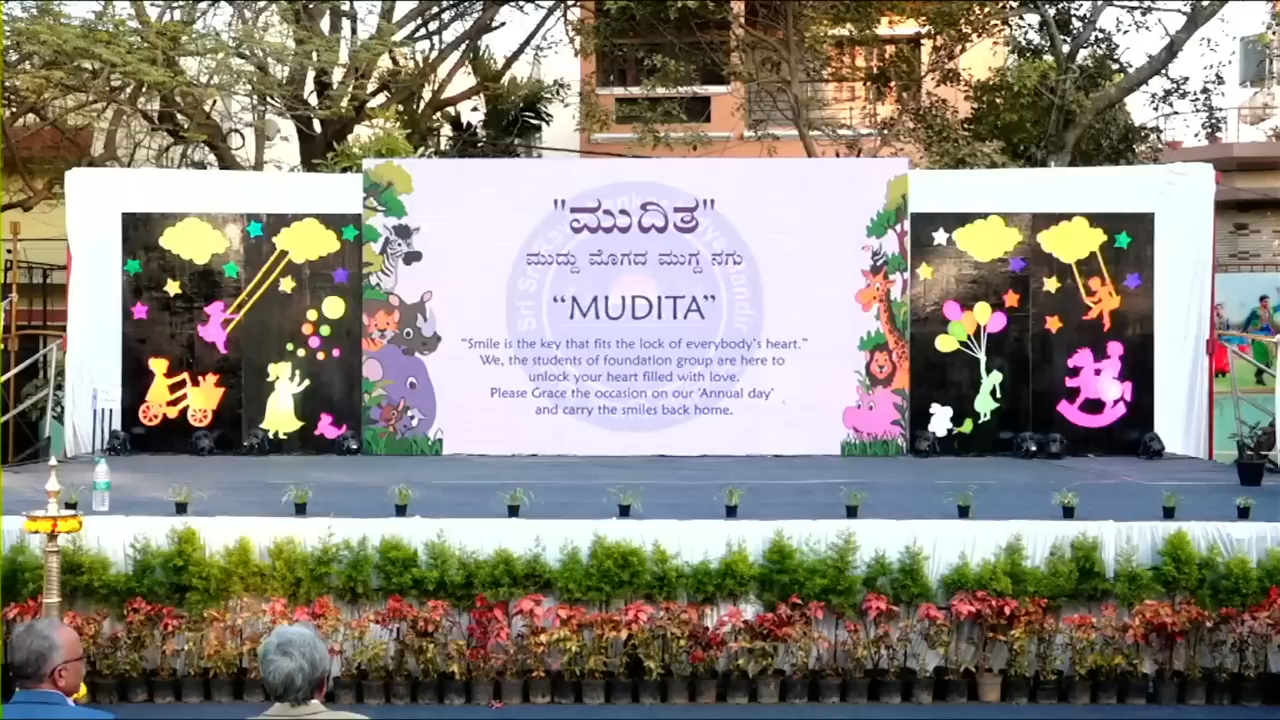 "ಮುದಿತ"
ಮುದ್ದು ಮೊಗದ ಮುಗ್ದ ನಗು
“MUDITA”
“Smile is the key that fits the lock of everybody's heart.”
We, the students of foundation group are here to
unlock your heart filled with love.
Please Grace the occasion on our 'Annual day'
and carry the smiles back home.